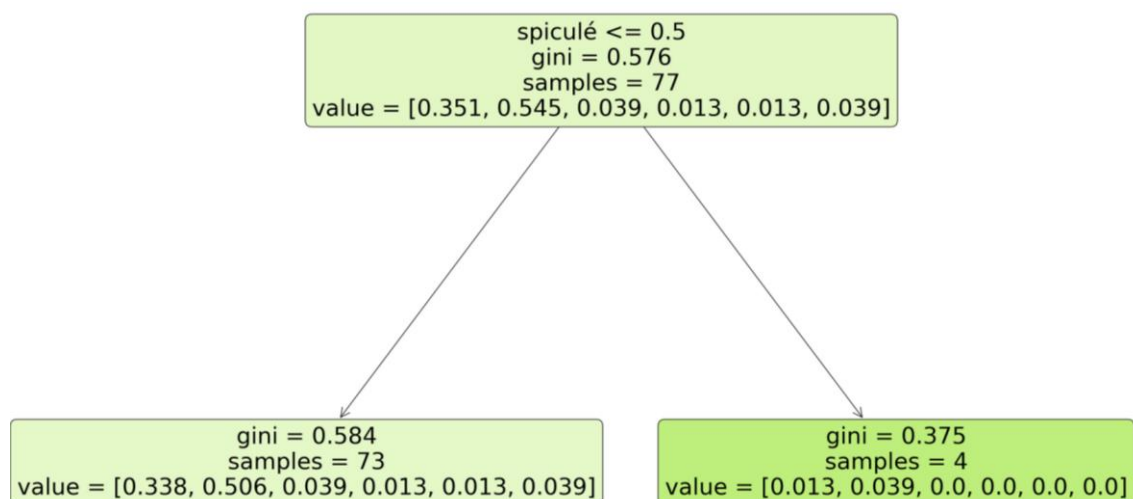 spiculé <= 0.5
gini = 0.576
samples = 77
value = [0.351, 0.545, 0.039, 0.013, 0.013, 0.039]
gini = 0.584
samples = 73
value = [0.338, 0.506, 0.039, 0.013, 0.013, 0.039]
gini = 0.375
samples = 4
value = [0.013, 0.039, 0.0, 0.0, 0.0, 0.0]